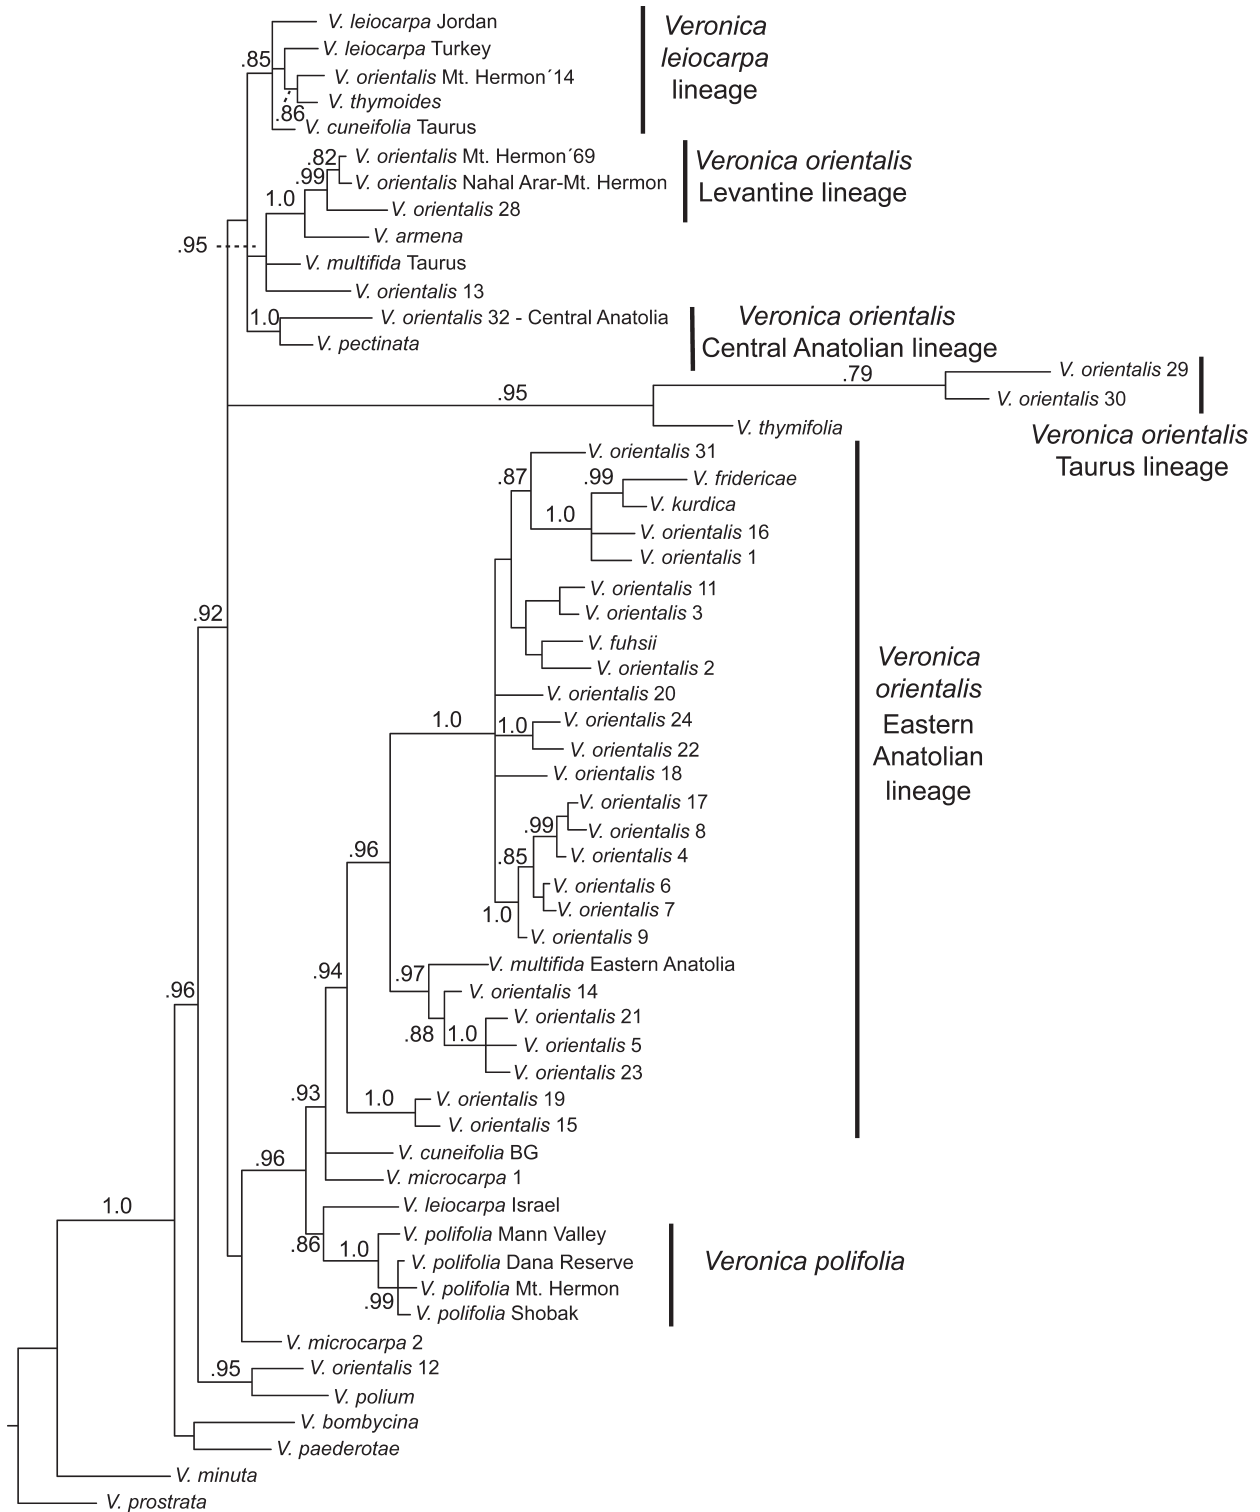 V. leiocarpa Jordan
.85
V. leiocarpa Turkey
V. orientalis Mt. Hermon´14
V. thymoides
.86
V. cuneifolia Taurus
Veronica
leiocarpa
lineage
.82
V. orientalis Mt. Hermon´69
.99
V. orientalis Nahal Arar-Mt. Hermon
1.0
V. orientalis 28
Veronica orientalis
Levantine lineage
V. armena
.95
V. multifida Taurus
V. orientalis 13
1.0
V. orientalis 32 - Central Anatolia
V. pectinata
Veronica orientalis
Central Anatolian lineage
.79
V. orientalis 29
.95
V. orientalis 30
V. thymifolia
Veronica orientalis
Taurus lineage
V. orientalis 31
.87
.99
V. fridericae
V. kurdica
1.0
V. orientalis 16
V. orientalis 1
V. orientalis 11
V. orientalis 3
.92
V. fuhsii
V. orientalis 2
V. orientalis 20
1.0
1.0
V. orientalis 24
V. orientalis 22
V. orientalis 18
Veronica
orientalis
Eastern
Anatolian
lineage
V. orientalis 17
.99
V. orientalis 8
.96
.85
V. orientalis 4
V. orientalis 6
V. orientalis 7
1.0
V. orientalis 9
V. multifida Eastern Anatolia
.94
.97
.96
V. orientalis 14
V. orientalis 21
.88
1.0
V. orientalis 5
V. orientalis 23
.93
1.0
V. orientalis 19
V. orientalis 15
V. cuneifolia BG
.96
V. microcarpa 1
1.0
V. leiocarpa Israel
V. polifolia Mann Valley
.86
1.0
V. polifolia Dana Reserve
V. polifolia Mt. Hermon
.99
V. polifolia Shobak
Veronica polifolia
V. microcarpa 2
.95
V. orientalis 12
V. polium
V. bombycina
V. paederotae
V. minuta
V. prostrata